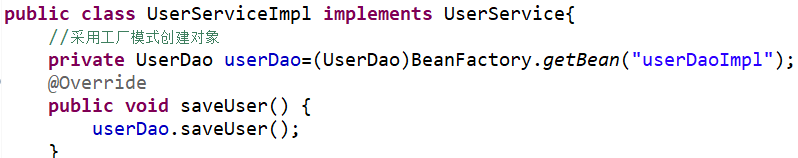 public class UserServiceImpl implements UserService{
//采用工厂模式创建对象
private UserDao userDao=(UserDao)BeanFactory.getBean("userDaoImpl");
@Override
public void saveUser() {
userDao.saveUser();
}